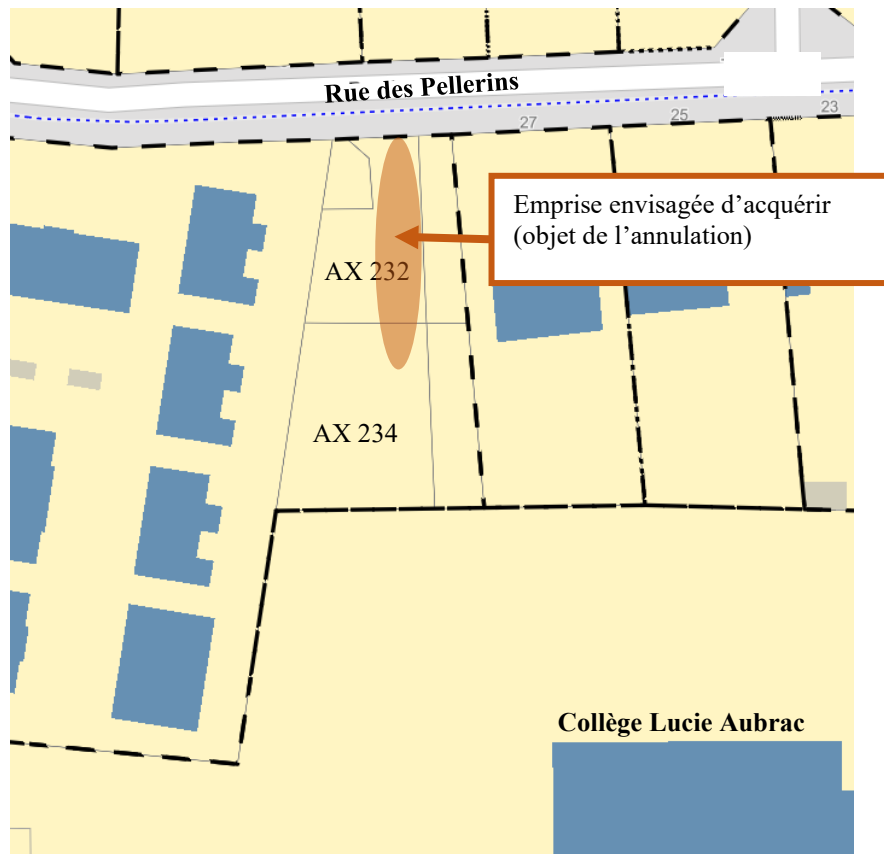 Rue des Pellerins
27
25
23
Emprise envisagée d’acquérir
(objet de l’annulation)
AX 232
AX 234
Collège Lucie Aubrac